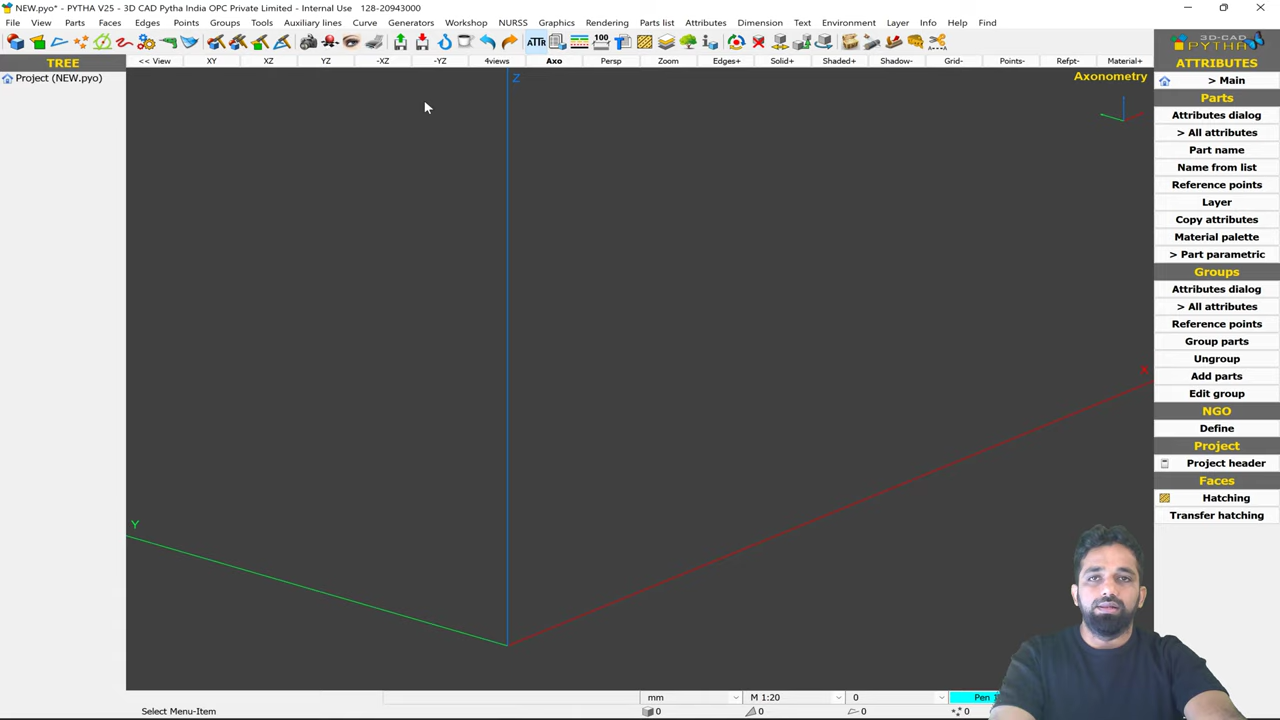 NEW.pyo* - PYTHA V25 - 3D CAD Pytha India OPC Private Limited - Internal Use 128-20943000
File View Parts Faces Edges Points Groups Tools Auxiliary lines Curve Generators Workshop NURSS Graphics Rendering Parts list Attributes Dimension Text Environment Layer Info Help Find
ATTR 100
3D-CAD
PYTHA
TREE
<< View XY XZ YZ -XZ -YZ 4views Axo Persp Zoom Edges+ Solid+ Shaded+ Shadow- Grid- Points- Refpt- Material+
ATTRIBUTES
Project (NEW.pyo)
Z
Axonometry
X
Y
> Main
Parts
Attributes dialog
> All attributes
Part name
Name from list
Reference points
Layer
Copy attributes
Material palette
> Part parametric
Groups
Attributes dialog
> All attributes
Reference points
Group parts
Ungroup
Add parts
Edit group
NGO
Define
Project
Project header
Faces
Hatching
Transfer hatching
mm M 1:20 0 Pen
Select Menu-Item 0 0 0 0